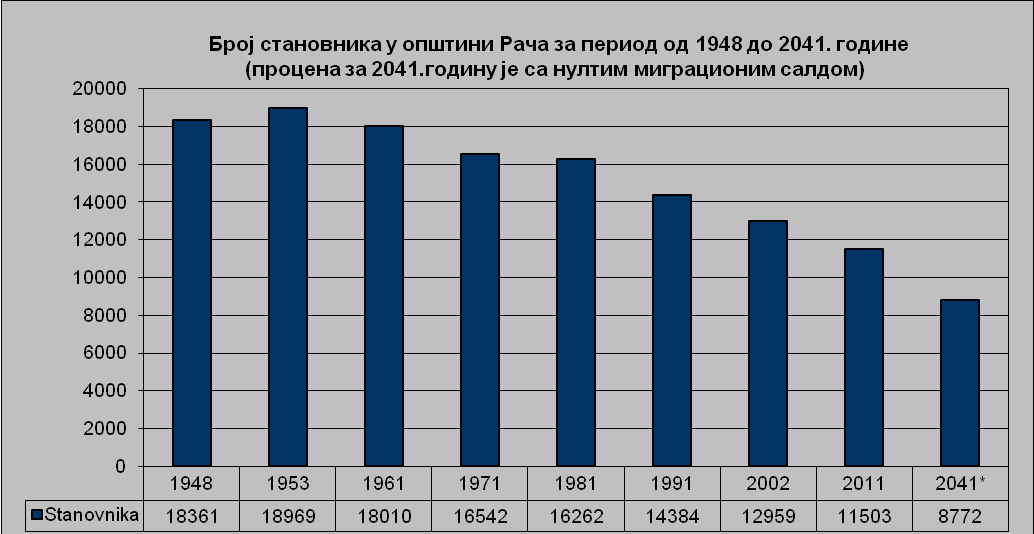 Број становника у општини Рача за период од 1948 до 2041. године
(процена за 2041.годину је са нултим миграционим салдом)
20000
18000
16000
14000
12000
10000
8000
6000
4000
2000
0
1948 1953 1961 1971 1981 1991 2002 2011 2041*
Stanovnika 18361 18969 18010 16542 16262 14384 12959 11503 8772